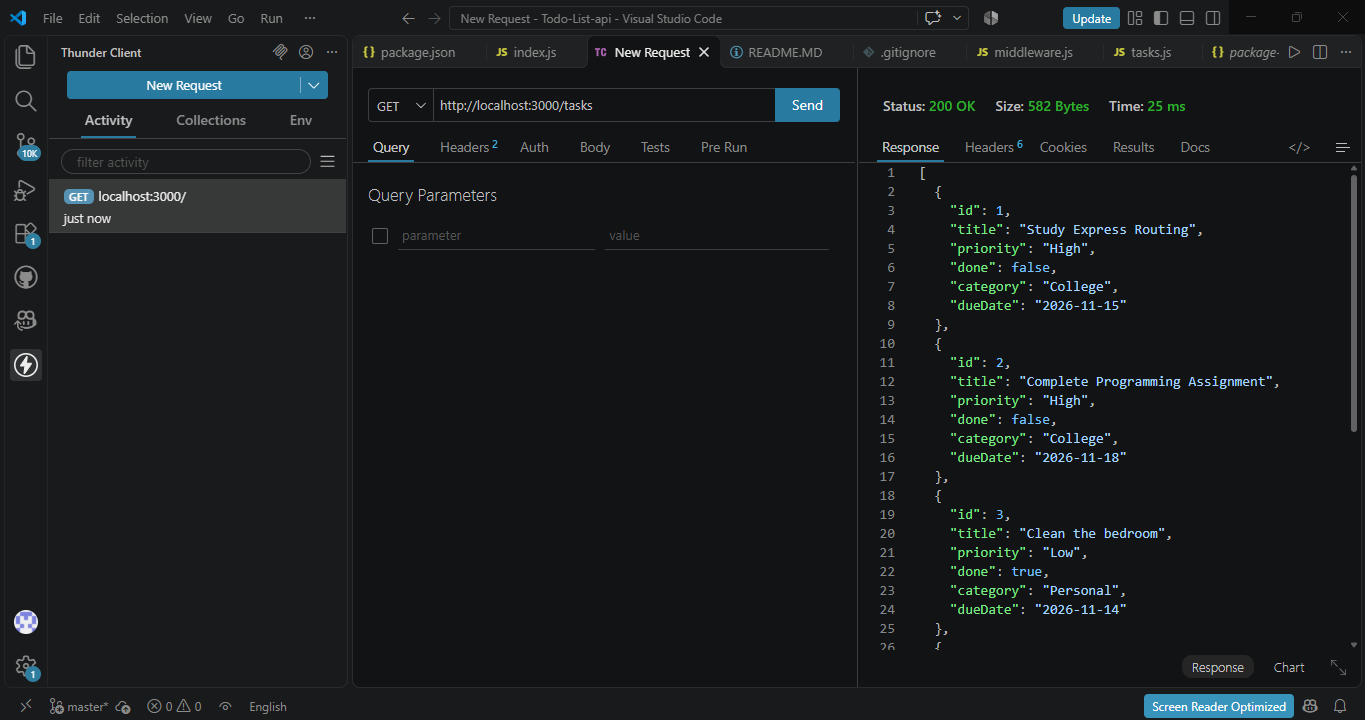 File Edit Selection View Go Run ··· New Request - Todo-List-api - Visual Studio Code Update
Thunder Client
New Request
Activity Collections Env
filter activity
GET localhost:3000/
just now
10K
1
1
{} package.json JS index.js TC New Request README.MD .gitignore JS middleware.js JS tasks.js {} package-
GET http://localhost:3000/tasks Send
Query Headers 2 Auth Body Tests Pre Run
Query Parameters
parameter value
Status: 200 OK Size: 582 Bytes Time: 25 ms
Response Headers 6 Cookies Results Docs </>
1 [
2 {
3 "id": 1,
4 "title": "Study Express Routing",
5 "priority": "High",
6 "done": false,
7 "category": "College",
8 "dueDate": "2026-11-15"
9 },
10 {
11 "id": 2,
12 "title": "Complete Programming Assignment",
13 "priority": "High",
14 "done": false,
15 "category": "College",
16 "dueDate": "2026-11-18"
17 },
18 {
19 "id": 3,
20 "title": "Clean the bedroom",
21 "priority": "Low",
22 "done": true,
23 "category": "Personal",
24 "dueDate": "2026-11-14"
25 },
26 {
Response Chart
master* 0 0 English Screen Reader Optimized